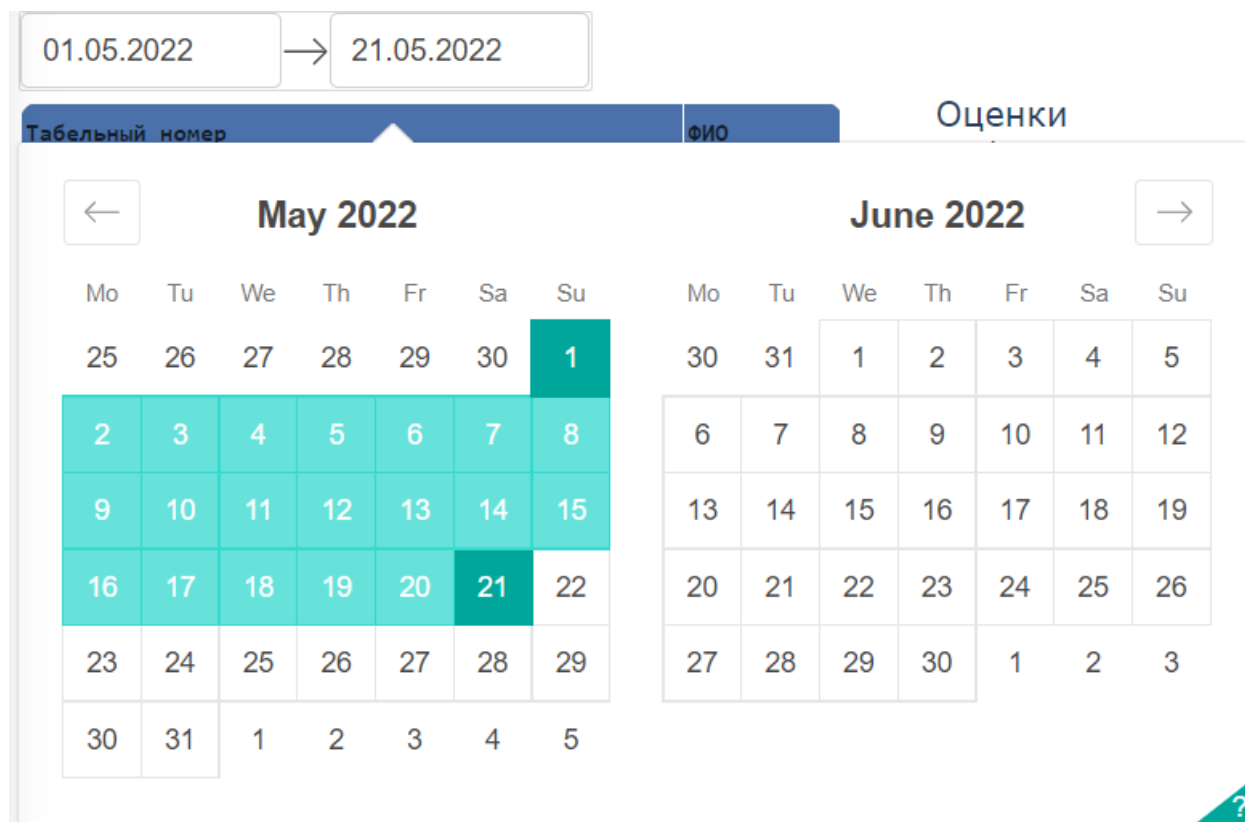 01.05.2022 → 21.05.2022
Табельный номер ФИО Оценки
← May 2022 June 2022 →
Mo Tu We Th Fr Sa Su Mo Tu We Th Fr Sa Su
25 26 27 28 29 30 1 30 31 1 2 3 4 5
2 3 4 5 6 7 8 6 7 8 9 10 11 12
9 10 11 12 13 14 15 13 14 15 16 17 18 19
16 17 18 19 20 21 22 20 21 22 23 24 25 26
23 24 25 26 27 28 29 27 28 29 30 1 2 3
30 31 1 2 3 4 5
?